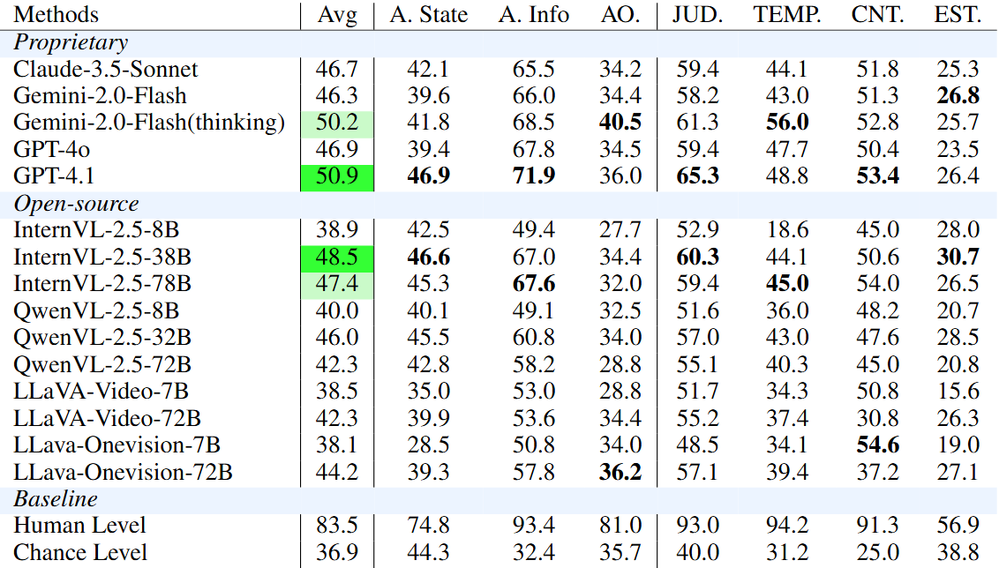 Methods Avg A. State A. Info AO. JUD. TEMP. CNT. EST.
Proprietary
Claude-3.5-Sonnet 46.7 42.1 65.5 34.2 59.4 44.1 51.8 25.3
Gemini-2.0-Flash 46.3 39.6 66.0 34.4 58.2 43.0 51.3 26.8
Gemini-2.0-Flash(thinking) 50.2 41.8 68.5 40.5 61.3 56.0 52.8 25.7
GPT-4o 46.9 39.4 67.8 34.5 59.4 47.7 50.4 23.5
GPT-4.1 50.9 46.9 71.9 36.0 65.3 48.8 53.4 26.4
Open-source
InternVL-2.5-8B 38.9 42.5 49.4 27.7 52.9 18.6 45.0 28.0
InternVL-2.5-38B 48.5 46.6 67.0 34.4 60.3 44.1 50.6 30.7
InternVL-2.5-78B 47.4 45.3 67.6 32.0 59.4 45.0 54.0 26.5
QwenVL-2.5-8B 40.0 40.1 49.1 32.5 51.6 36.0 48.2 20.7
QwenVL-2.5-32B 46.0 45.5 60.8 34.0 57.0 43.0 47.6 28.5
QwenVL-2.5-72B 42.3 42.8 58.2 28.8 55.1 40.3 45.0 20.8
LLaVA-Video-7B 38.5 35.0 53.0 28.8 51.7 34.3 50.8 15.6
LLaVA-Video-72B 42.3 39.9 53.6 34.4 55.2 37.4 30.8 26.3
LLava-Onevision-7B 38.1 28.5 50.8 34.0 48.5 34.1 54.6 19.0
LLava-Onevision-72B 44.2 39.3 57.8 36.2 57.1 39.4 37.2 27.1
Baseline
Human Level 83.5 74.8 93.4 81.0 93.0 94.2 91.3 56.9
Chance Level 36.9 44.3 32.4 35.7 40.0 31.2 25.0 38.8